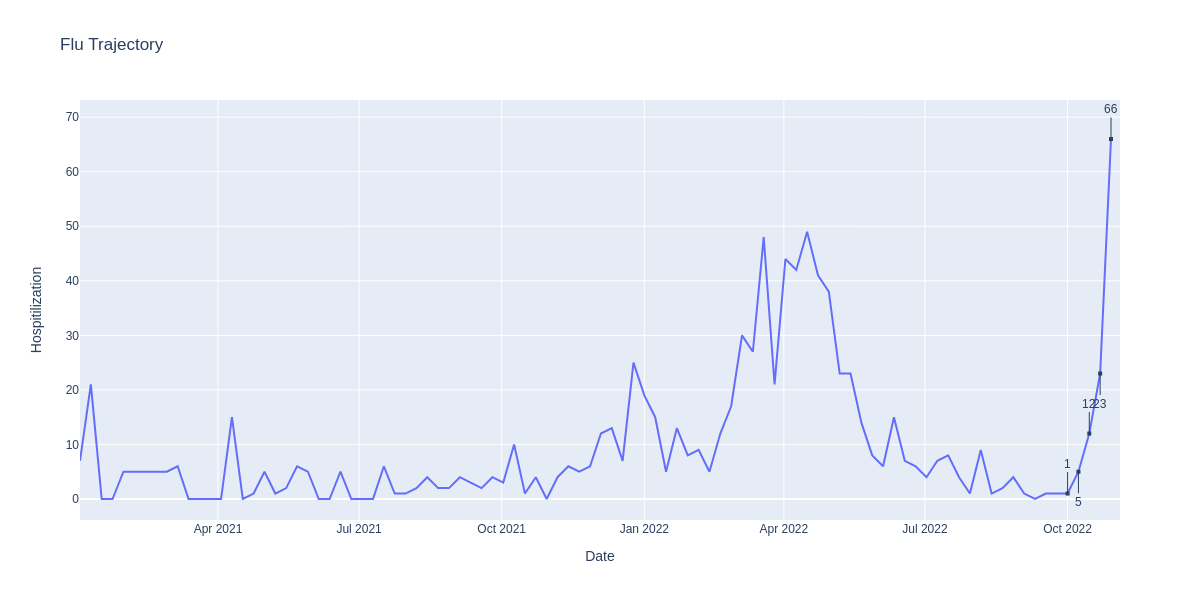 Flu Trajectory
Hospitilization
70
60
50
40
30
20
10
0
66
12
23
1
5
Apr 2021
Jul 2021
Oct 2021
Jan 2022
Apr 2022
Jul 2022
Oct 2022
Date